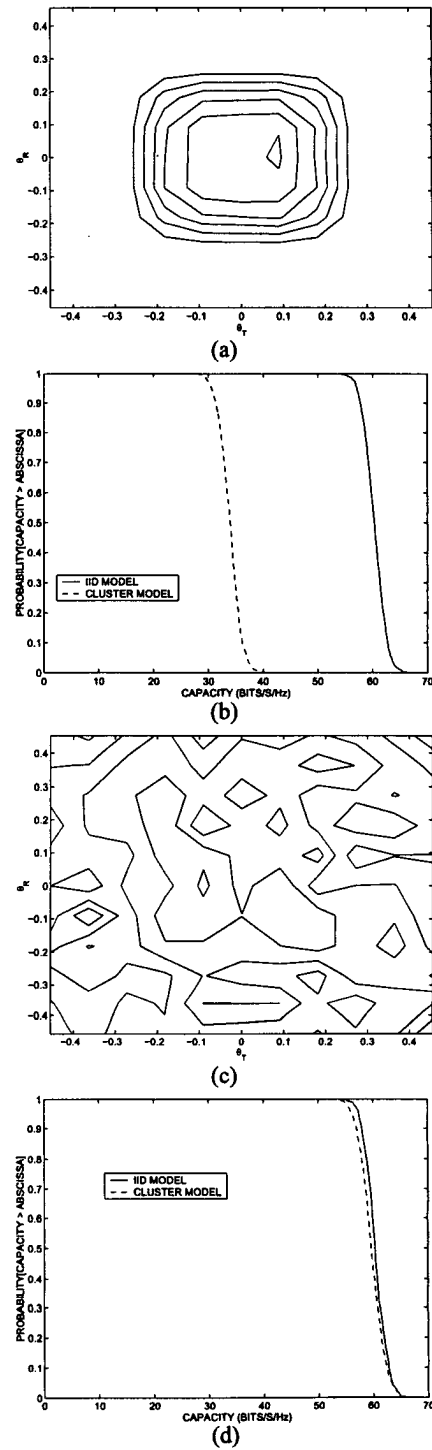 0.4
0.3
0.2
0.1
0
−0.1
−0.2
−0.3
−0.4
θR
−0.4 −0.3 −0.2 −0.1 0 0.1 0.2 0.3 0.4
θT
(a)
1
0.9
0.8
0.7
0.6
0.5
0.4
0.3
0.2
0.1
0
PROBABILITY[CAPACITY > ABSCISSA]
IID MODEL
CLUSTER MODEL
0 10 20 30 40 50 60 70
CAPACITY (BITS/S/Hz)
(b)
0.4
0.3
0.2
0.1
0
−0.1
−0.2
−0.3
−0.4
θR
−0.4 −0.3 −0.2 −0.1 0 0.1 0.2 0.3 0.4
θT
(c)
1
0.9
0.8
0.7
0.6
0.5
0.4
0.3
0.2
0.1
0
PROBABILITY[CAPACITY > ABSCISSA]
IID MODEL
CLUSTER MODEL
0 10 20 30 40 50 60 70
CAPACITY (BITS/S/Hz)
(d)